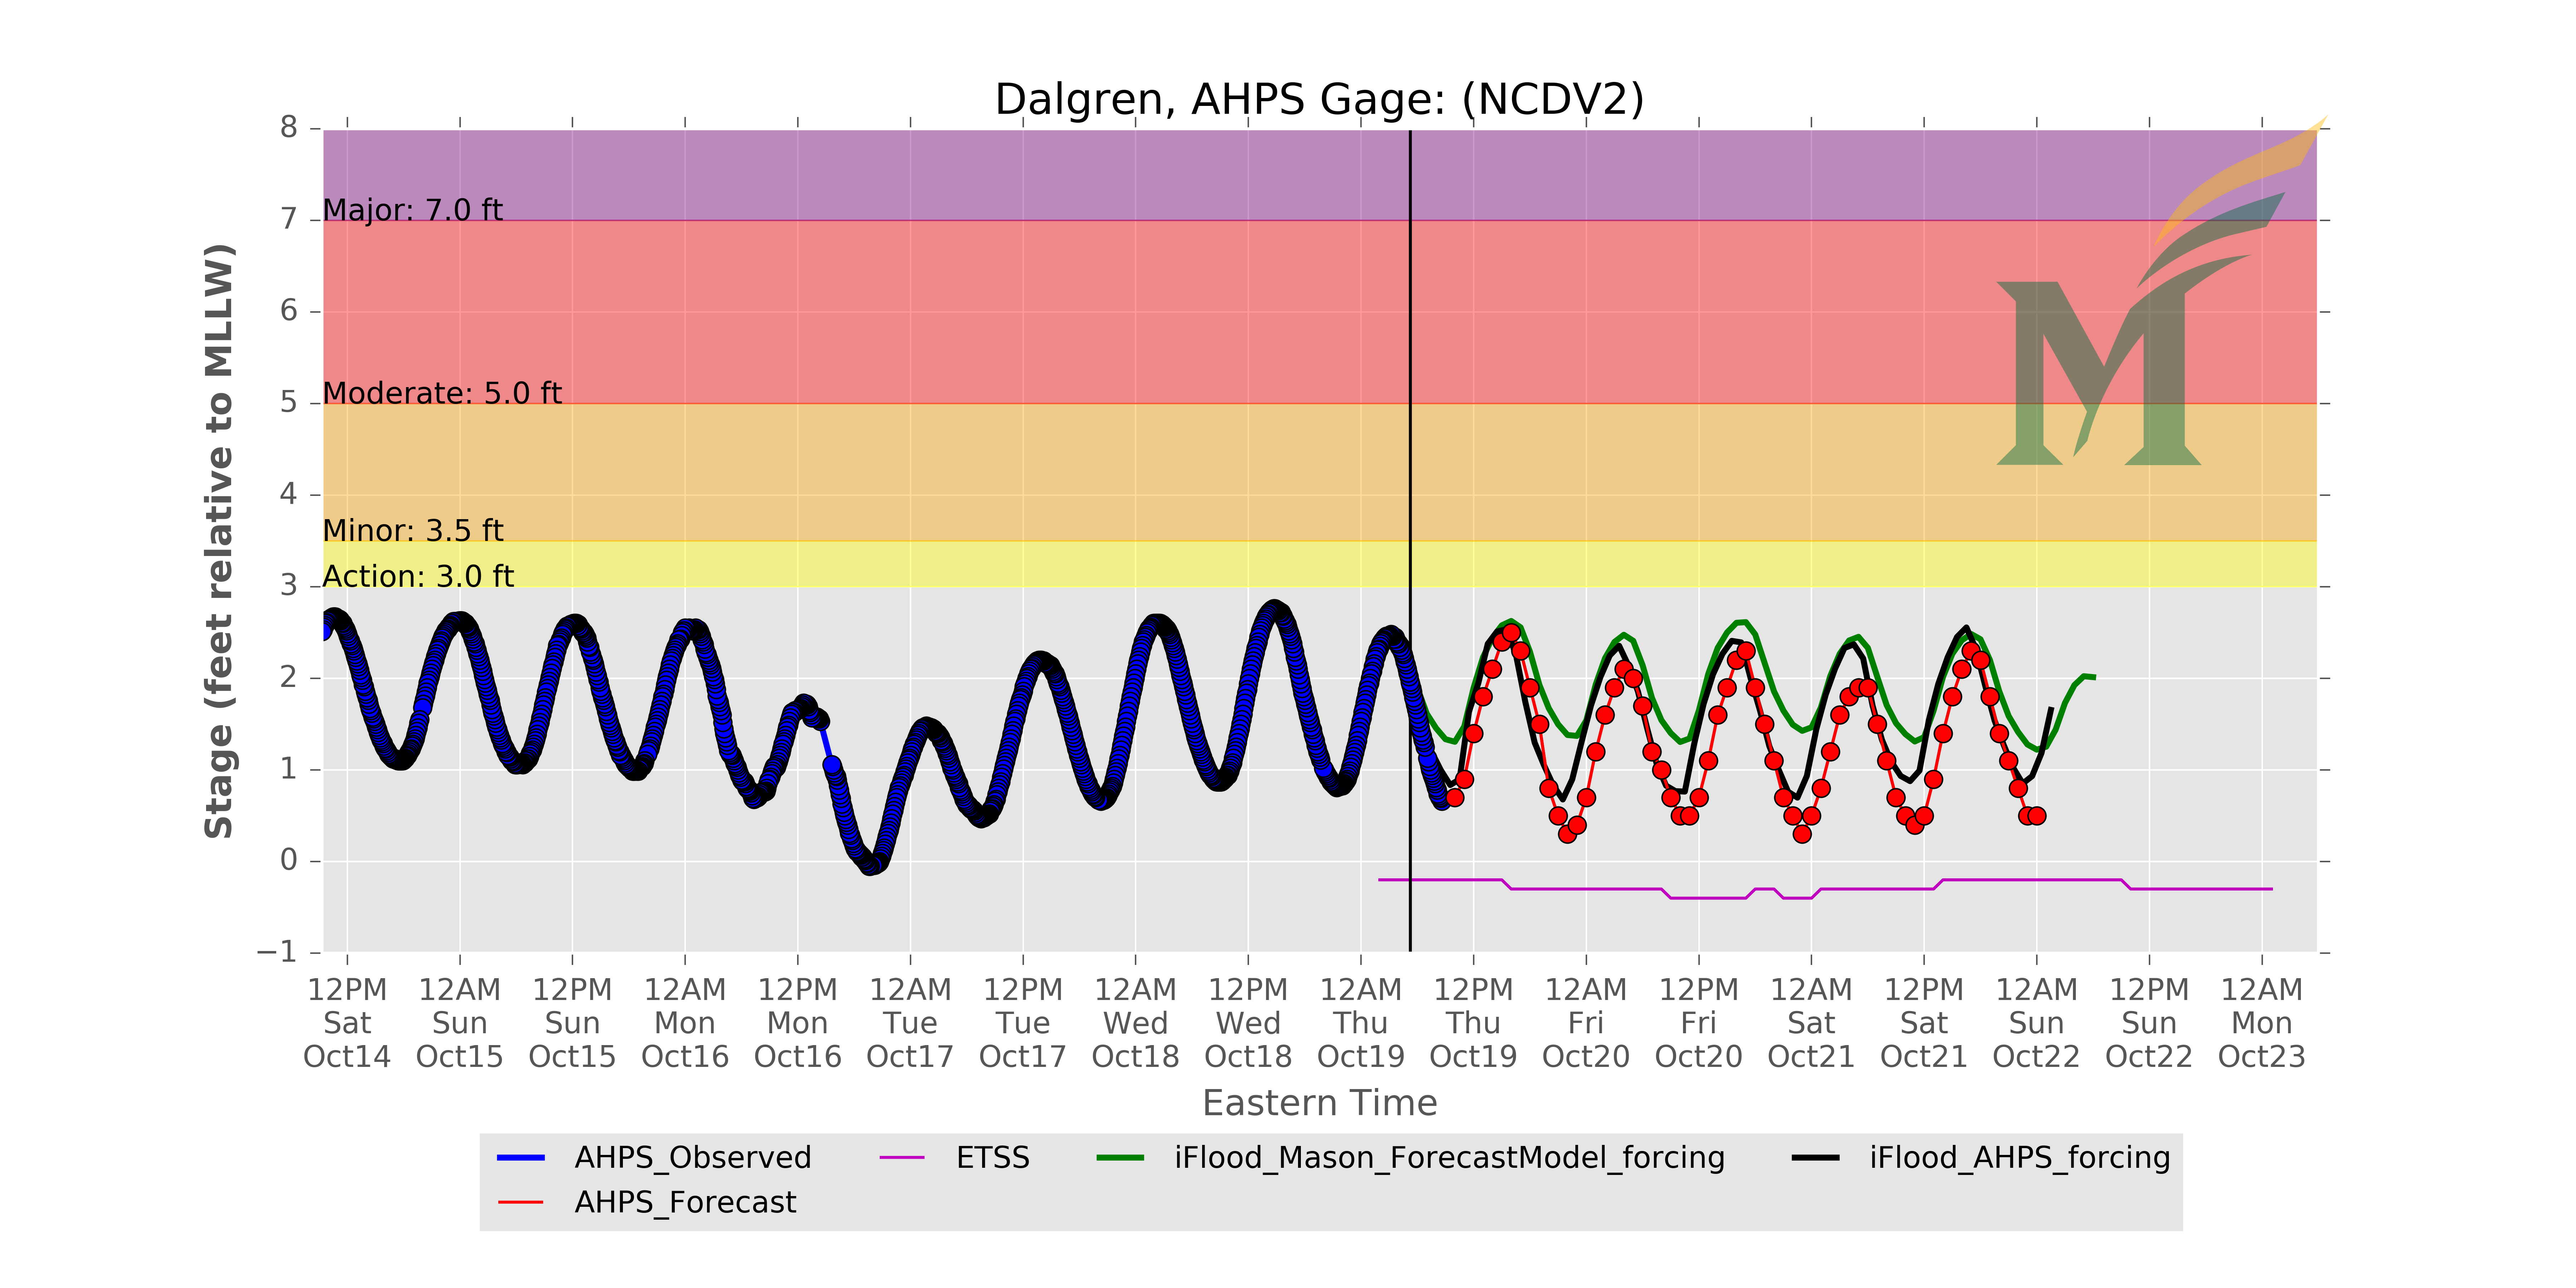 Dalgren, AHPS Gage: (NCDV2)
8
7
6
5
4
3
2
1
0
−1
Stage (feet relative to MLLW)
Major: 7.0 ft
Moderate: 5.0 ft
Minor: 3.5 ft
Action: 3.0 ft
M
12PM 12AM 12PM 12AM 12PM 12AM 12PM 12AM 12PM 12AM 12PM 12AM 12PM 12AM 12PM 12AM 12PM 12AM
Sat Sun Sun Mon Mon Tue Tue Wed Wed Thu Thu Fri Fri Sat Sat Sun Sun Mon
Oct14 Oct15 Oct15 Oct16 Oct16 Oct17 Oct17 Oct18 Oct18 Oct19 Oct19 Oct20 Oct20 Oct21 Oct21 Oct22 Oct22 Oct23
Eastern Time
AHPS_Observed ETSS iFlood_Mason_ForecastModel_forcing iFlood_AHPS_forcing
AHPS_Forecast